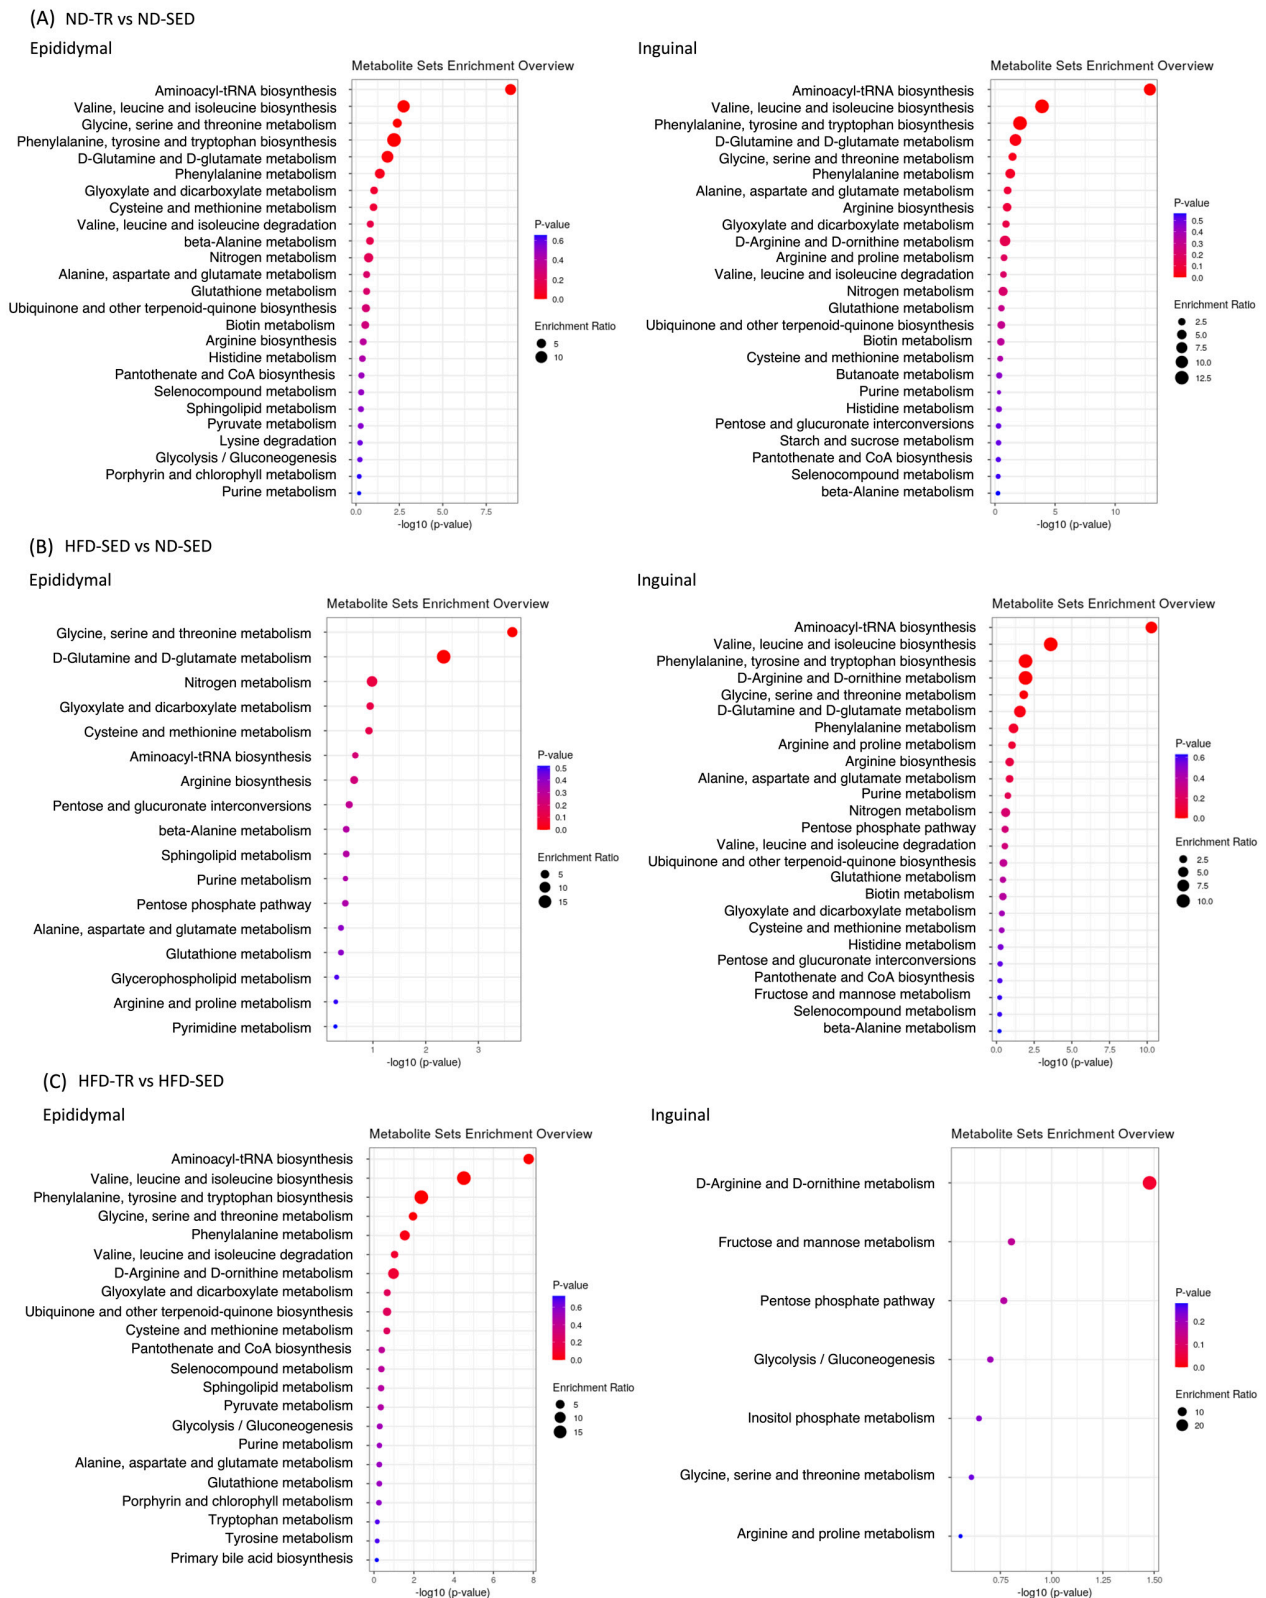 (A) ND-TR vs ND-SED
Epididymal
Metabolite Sets Enrichment Overview
Aminoacyl-tRNA biosynthesis
Valine, leucine and isoleucine biosynthesis
Glycine, serine and threonine metabolism
Phenylalanine, tyrosine and tryptophan biosynthesis
D-Glutamine and D-glutamate metabolism
Phenylalanine metabolism
Glyoxylate and dicarboxylate metabolism
Cysteine and methionine metabolism
Valine, leucine and isoleucine degradation
beta-Alanine metabolism
Nitrogen metabolism
Alanine, aspartate and glutamate metabolism
Glutathione metabolism
Ubiquinone and other terpenoid-quinone biosynthesis
Biotin metabolism
Arginine biosynthesis
Histidine metabolism
Pantothenate and CoA biosynthesis
Selenocompound metabolism
Sphingolipid metabolism
Pyruvate metabolism
Lysine degradation
Glycolysis / Gluconeogenesis
Porphyrin and chlorophyll metabolism
Purine metabolism
0.0 2.5 5.0 7.5
-log10 (p-value)
P-value
0.6
0.4
0.2
0.0
Enrichment Ratio
5
10
Inguinal
Metabolite Sets Enrichment Overview
Aminoacyl-tRNA biosynthesis
Valine, leucine and isoleucine biosynthesis
Phenylalanine, tyrosine and tryptophan biosynthesis
D-Glutamine and D-glutamate metabolism
Glycine, serine and threonine metabolism
Phenylalanine metabolism
Alanine, aspartate and glutamate metabolism
Arginine biosynthesis
Glyoxylate and dicarboxylate metabolism
D-Arginine and D-ornithine metabolism
Arginine and proline metabolism
Valine, leucine and isoleucine degradation
Nitrogen metabolism
Glutathione metabolism
Ubiquinone and other terpenoid-quinone biosynthesis
Biotin metabolism
Cysteine and methionine metabolism
Butanoate metabolism
Purine metabolism
Histidine metabolism
Pentose and glucuronate interconversions
Starch and sucrose metabolism
Pantothenate and CoA biosynthesis
Selenocompound metabolism
beta-Alanine metabolism
0 5 10
-log10 (p-value)
P-value
0.5
0.4
0.3
0.2
0.1
0.0
Enrichment Ratio
2.5
5.0
7.5
10.0
12.5
(B) HFD-SED vs ND-SED
Epididymal
Metabolite Sets Enrichment Overview
Glycine, serine and threonine metabolism
D-Glutamine and D-glutamate metabolism
Nitrogen metabolism
Glyoxylate and dicarboxylate metabolism
Cysteine and methionine metabolism
Aminoacyl-tRNA biosynthesis
Arginine biosynthesis
Pentose and glucuronate interconversions
beta-Alanine metabolism
Sphingolipid metabolism
Purine metabolism
Pentose phosphate pathway
Alanine, aspartate and glutamate metabolism
Glutathione metabolism
Glycerophospholipid metabolism
Arginine and proline metabolism
Pyrimidine metabolism
1 2 3
-log10 (p-value)
P-value
0.5
0.4
0.3
0.2
0.1
0.0
Enrichment Ratio
5
10
15
Inguinal
Metabolite Sets Enrichment Overview
Aminoacyl-tRNA biosynthesis
Valine, leucine and isoleucine biosynthesis
Phenylalanine, tyrosine and tryptophan biosynthesis
D-Arginine and D-ornithine metabolism
Glycine, serine and threonine metabolism
D-Glutamine and D-glutamate metabolism
Phenylalanine metabolism
Arginine and proline metabolism
Arginine biosynthesis
Alanine, aspartate and glutamate metabolism
Purine metabolism
Nitrogen metabolism
Pentose phosphate pathway
Valine, leucine and isoleucine degradation
Ubiquinone and other terpenoid-quinone biosynthesis
Glutathione metabolism
Biotin metabolism
Glyoxylate and dicarboxylate metabolism
Cysteine and methionine metabolism
Histidine metabolism
Pentose and glucuronate interconversions
Pantothenate and CoA biosynthesis
Fructose and mannose metabolism
Selenocompound metabolism
beta-Alanine metabolism
0.0 2.5 5.0 7.5 10.0
-log10 (p-value)
P-value
0.6
0.4
0.2
0.0
Enrichment Ratio
2.5
5.0
7.5
10.0
(C) HFD-TR vs HFD-SED
Epididymal
Metabolite Sets Enrichment Overview
Aminoacyl-tRNA biosynthesis
Valine, leucine and isoleucine biosynthesis
Phenylalanine, tyrosine and tryptophan biosynthesis
Glycine, serine and threonine metabolism
Phenylalanine metabolism
Valine, leucine and isoleucine degradation
D-Arginine and D-ornithine metabolism
Glyoxylate and dicarboxylate metabolism
Ubiquinone and other terpenoid-quinone biosynthesis
Cysteine and methionine metabolism
Pantothenate and CoA biosynthesis
Selenocompound metabolism
Sphingolipid metabolism
Pyruvate metabolism
Glycolysis / Gluconeogenesis
Purine metabolism
Alanine, aspartate and glutamate metabolism
Glutathione metabolism
Porphyrin and chlorophyll metabolism
Tryptophan metabolism
Tyrosine metabolism
Primary bile acid biosynthesis
0 2 4 6 8
-log10 (p-value)
P-value
0.6
0.4
0.2
0.0
Enrichment Ratio
5
10
15
Inguinal
Metabolite Sets Enrichment Overview
D-Arginine and D-ornithine metabolism
Fructose and mannose metabolism
Pentose phosphate pathway
Glycolysis / Gluconeogenesis
Inositol phosphate metabolism
Glycine, serine and threonine metabolism
Arginine and proline metabolism
0.75 1.00 1.25 1.50
-log10 (p-value)
P-value
0.2
0.1
0.0
Enrichment Ratio
10
20